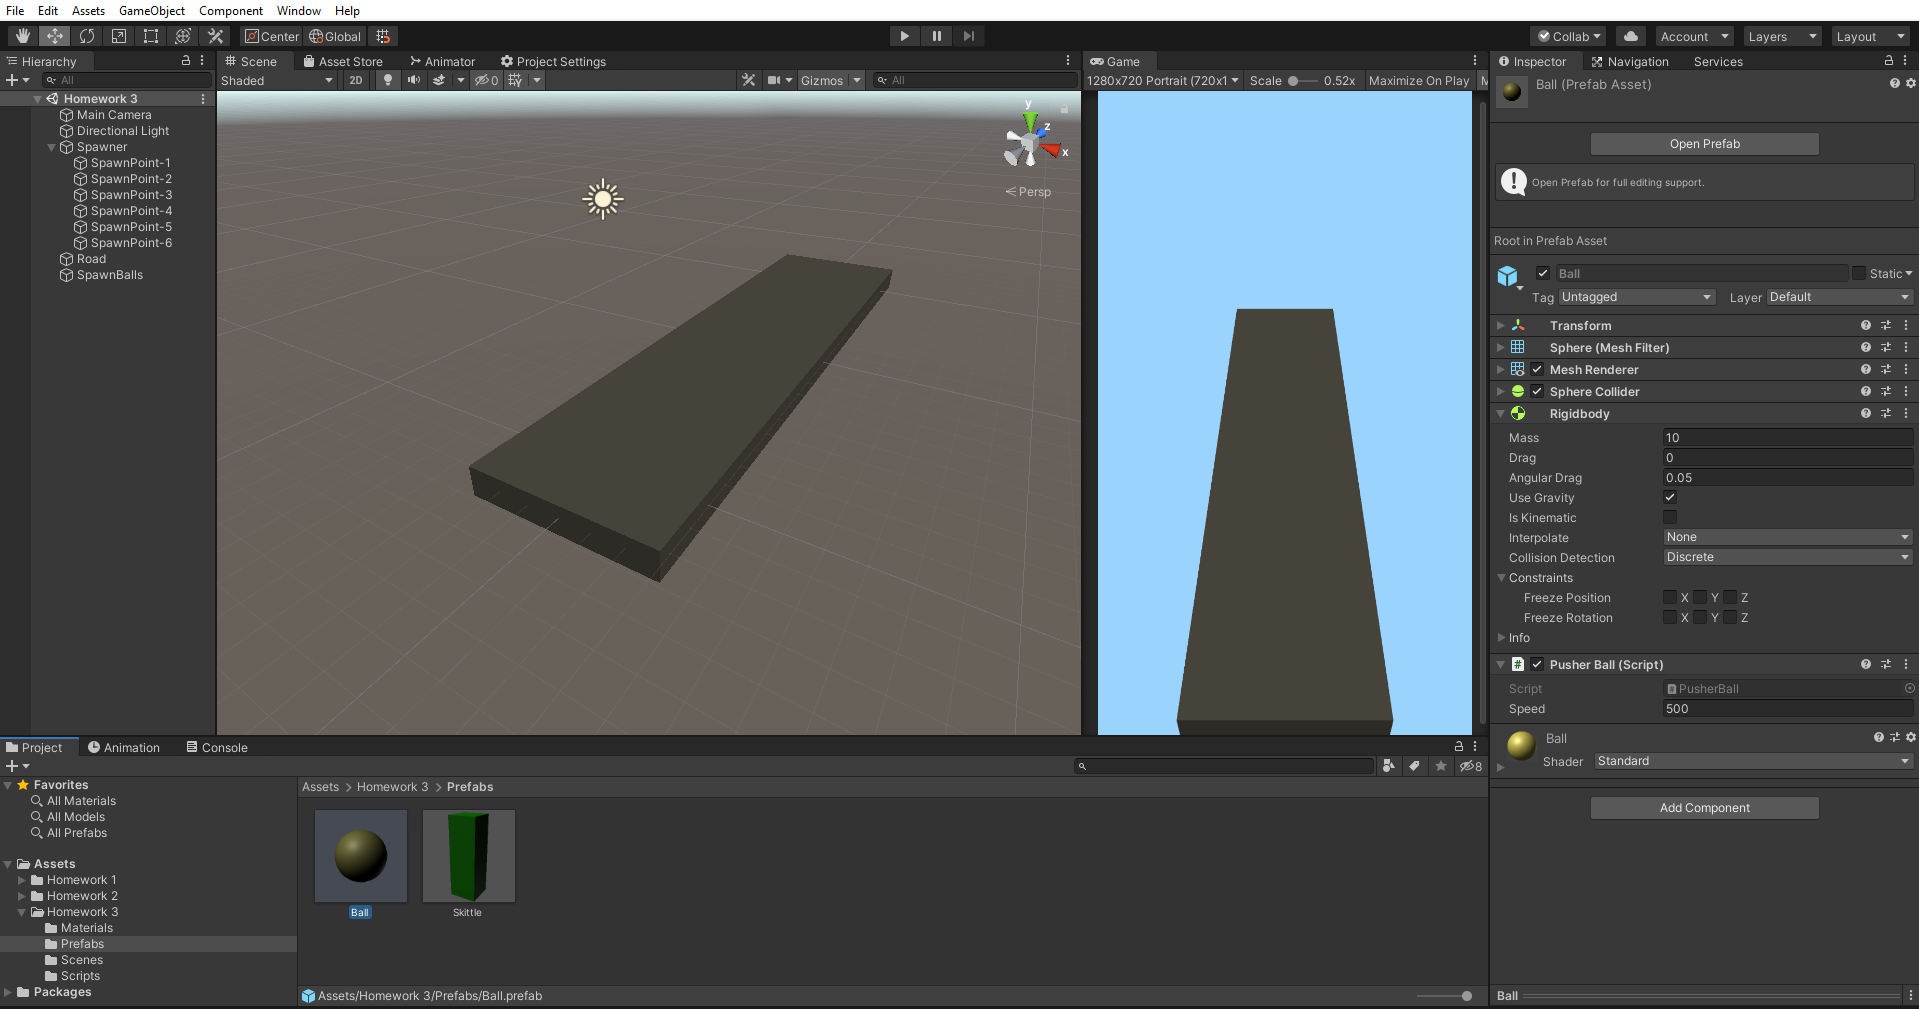 File Edit Assets GameObject Component Window Help
Center Global
Collab Account Layers Layout
Hierarchy
All
Homework 3
Main Camera
Directional Light
Spawner
SpawnPoint-1
SpawnPoint-2
SpawnPoint-3
SpawnPoint-4
SpawnPoint-5
SpawnPoint-6
Road
SpawnBalls
Scene Asset Store Animator Project Settings
Shaded 2D 0 Gizmos All
y
z
x
Persp
Game
1280x720 Portrait (720x1 Scale 0.52x Maximize On Play M
Inspector Navigation Services
Ball (Prefab Asset)
Open Prefab
Open Prefab for full editing support.
Root in Prefab Asset
Ball Static
Tag Untagged Layer Default
Transform
Sphere (Mesh Filter)
Mesh Renderer
Sphere Collider
Rigidbody
Mass 10
Drag 0
Angular Drag 0.05
Use Gravity
Is Kinematic
Interpolate None
Collision Detection Discrete
Constraints
Freeze Position X Y Z
Freeze Rotation X Y Z
Info
# Pusher Ball (Script)
Script PusherBall
Speed 500
Ball
Shader Standard
Add Component
Ball
Project Animation Console
8
Favorites
All Materials
All Models
All Prefabs
Assets
Homework 1
Homework 2
Homework 3
Materials
Prefabs
Scenes
Scripts
Packages
Assets > Homework 3 > Prefabs
Ball Skittle
Assets/Homework 3/Prefabs/Ball.prefab